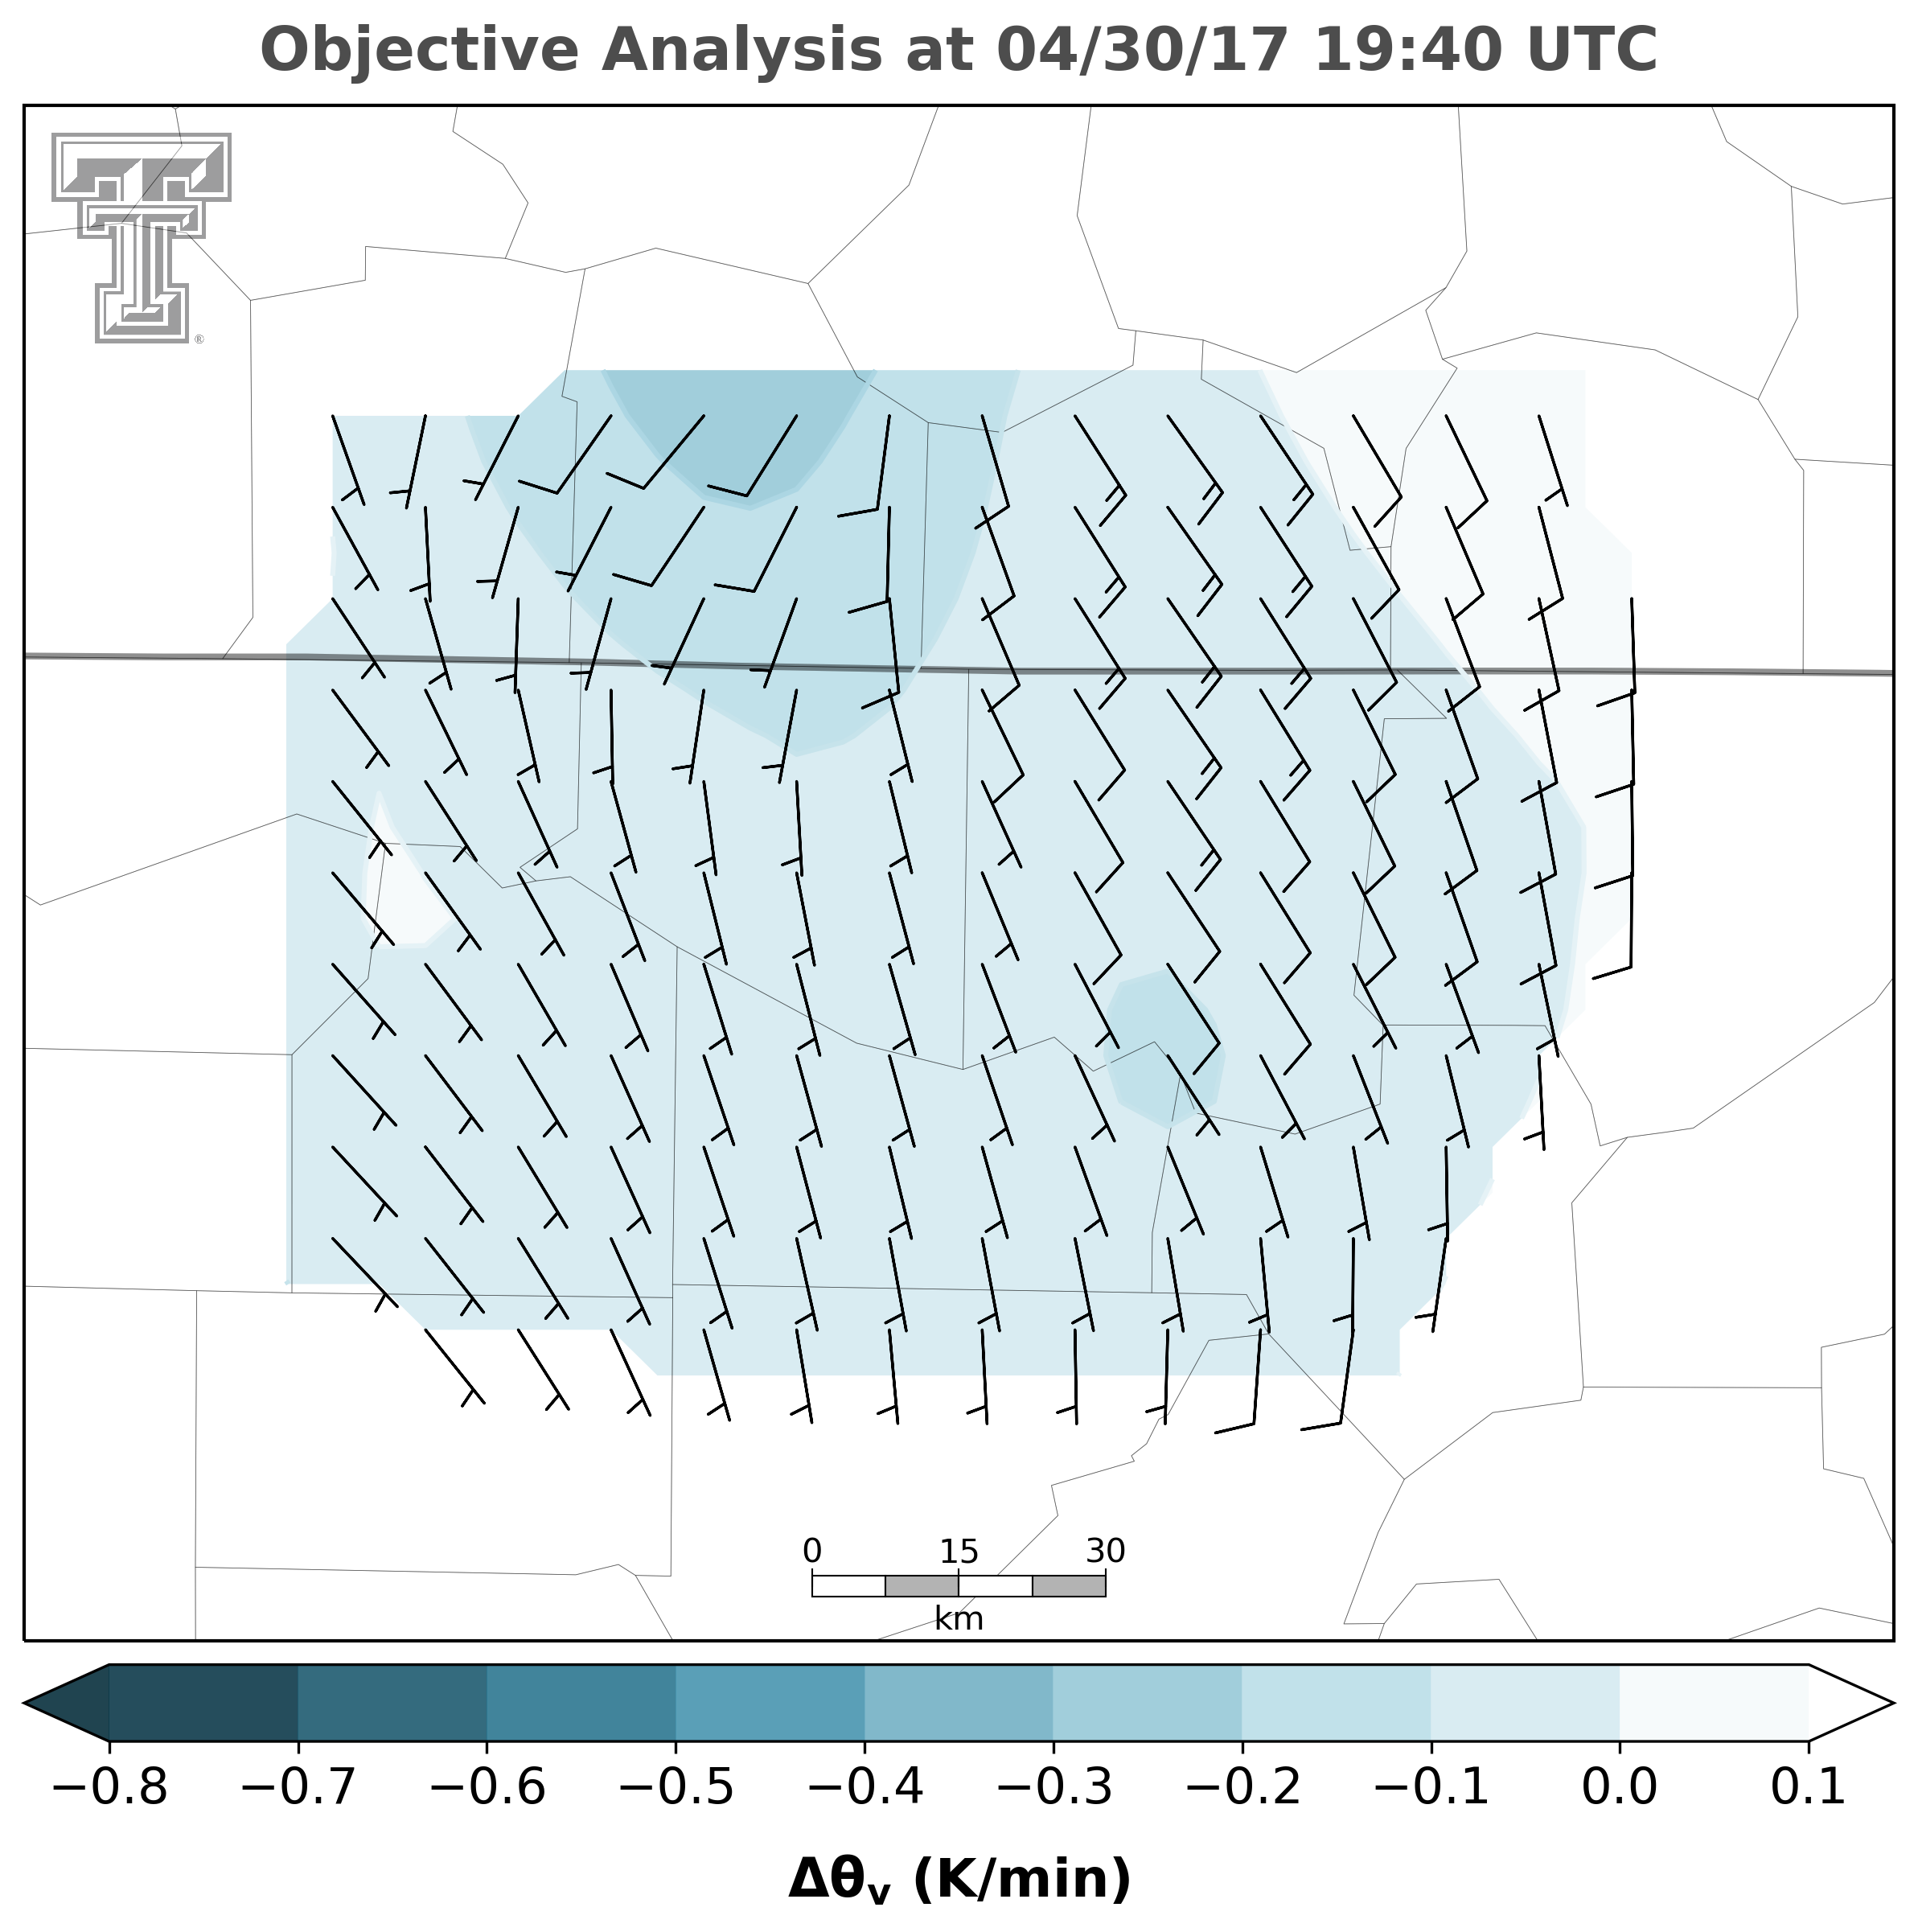 Objective Analysis at 04/30/17 19:40 UTC
®
0 15 30
km
−0.8 −0.7 −0.6 −0.5 −0.4 −0.3 −0.2 −0.1 0.0 0.1
Δθᵥ (K/min)